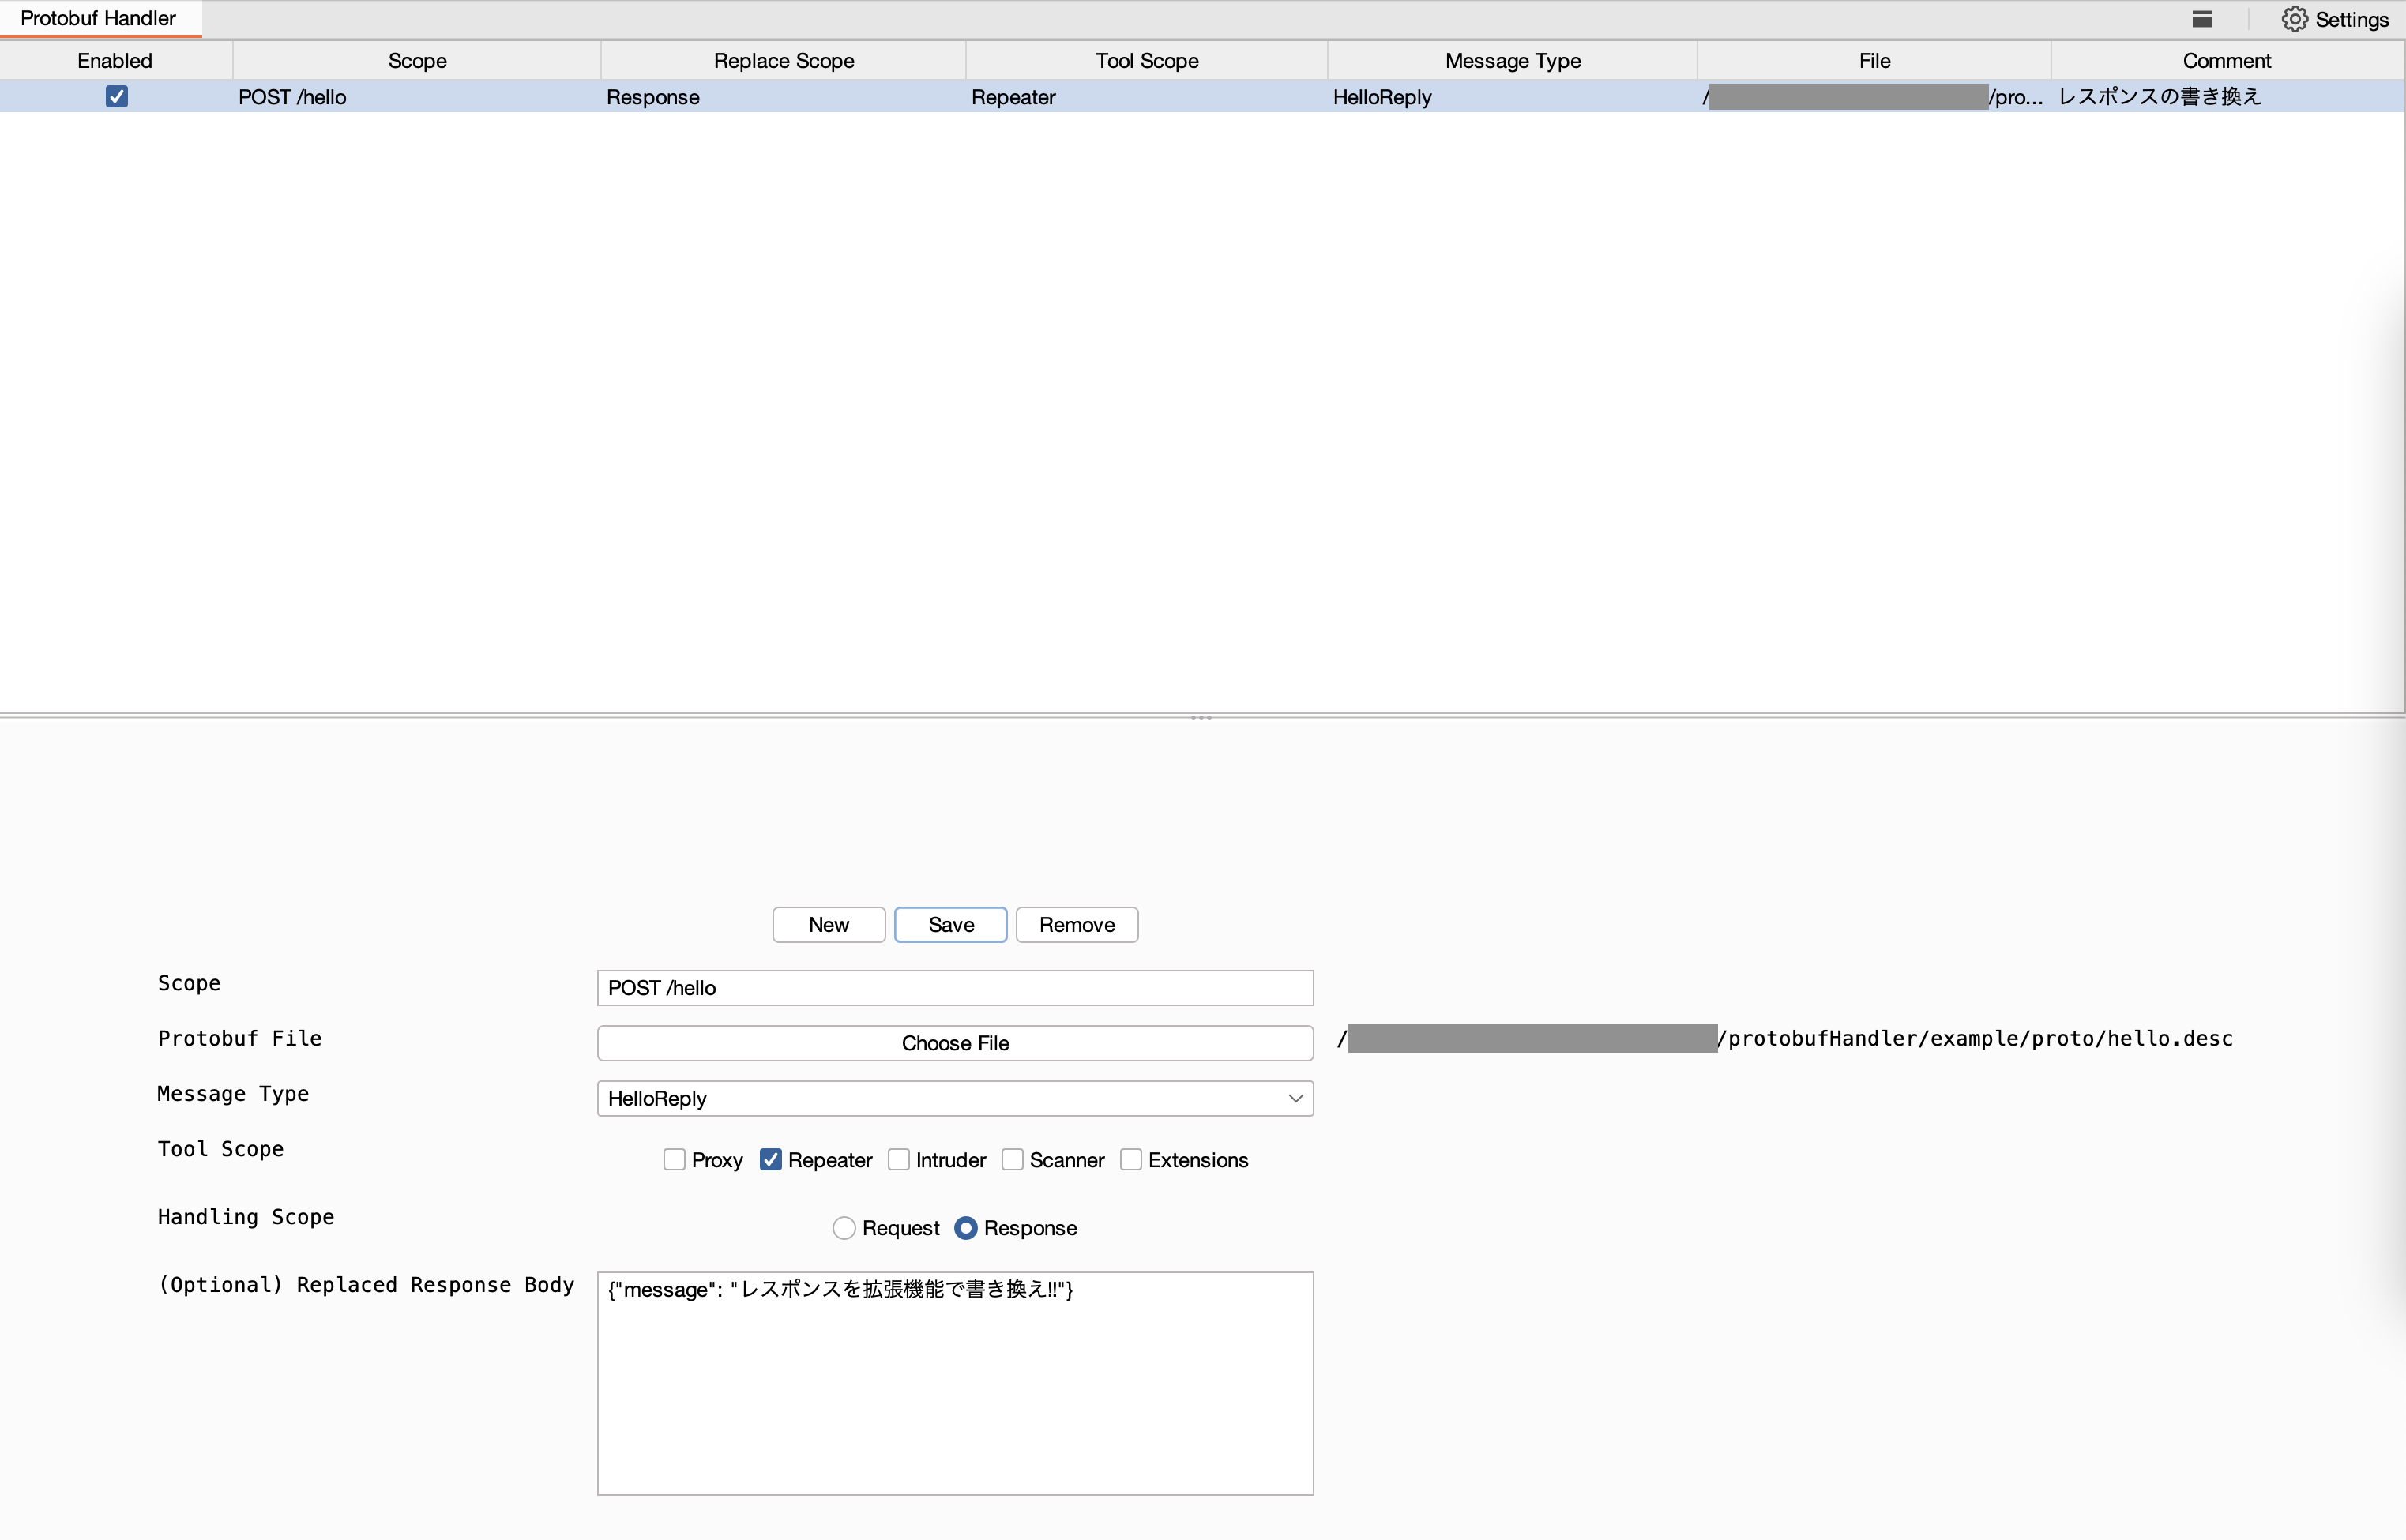 Protobuf Handler Settings
Enabled Scope Replace Scope Tool Scope Message Type File Comment
POST /hello Response Repeater HelloReply / /pro... レスポンスの書き換え
New Save Remove
Scope POST /hello
Protobuf File Choose File / /protobufHandler/example/proto/hello.desc
Message Type HelloReply
Tool Scope Proxy Repeater Intruder Scanner Extensions
Handling Scope Request Response
(Optional) Replaced Response Body {"message": "レスポンスを拡張機能で書き換え!!"}